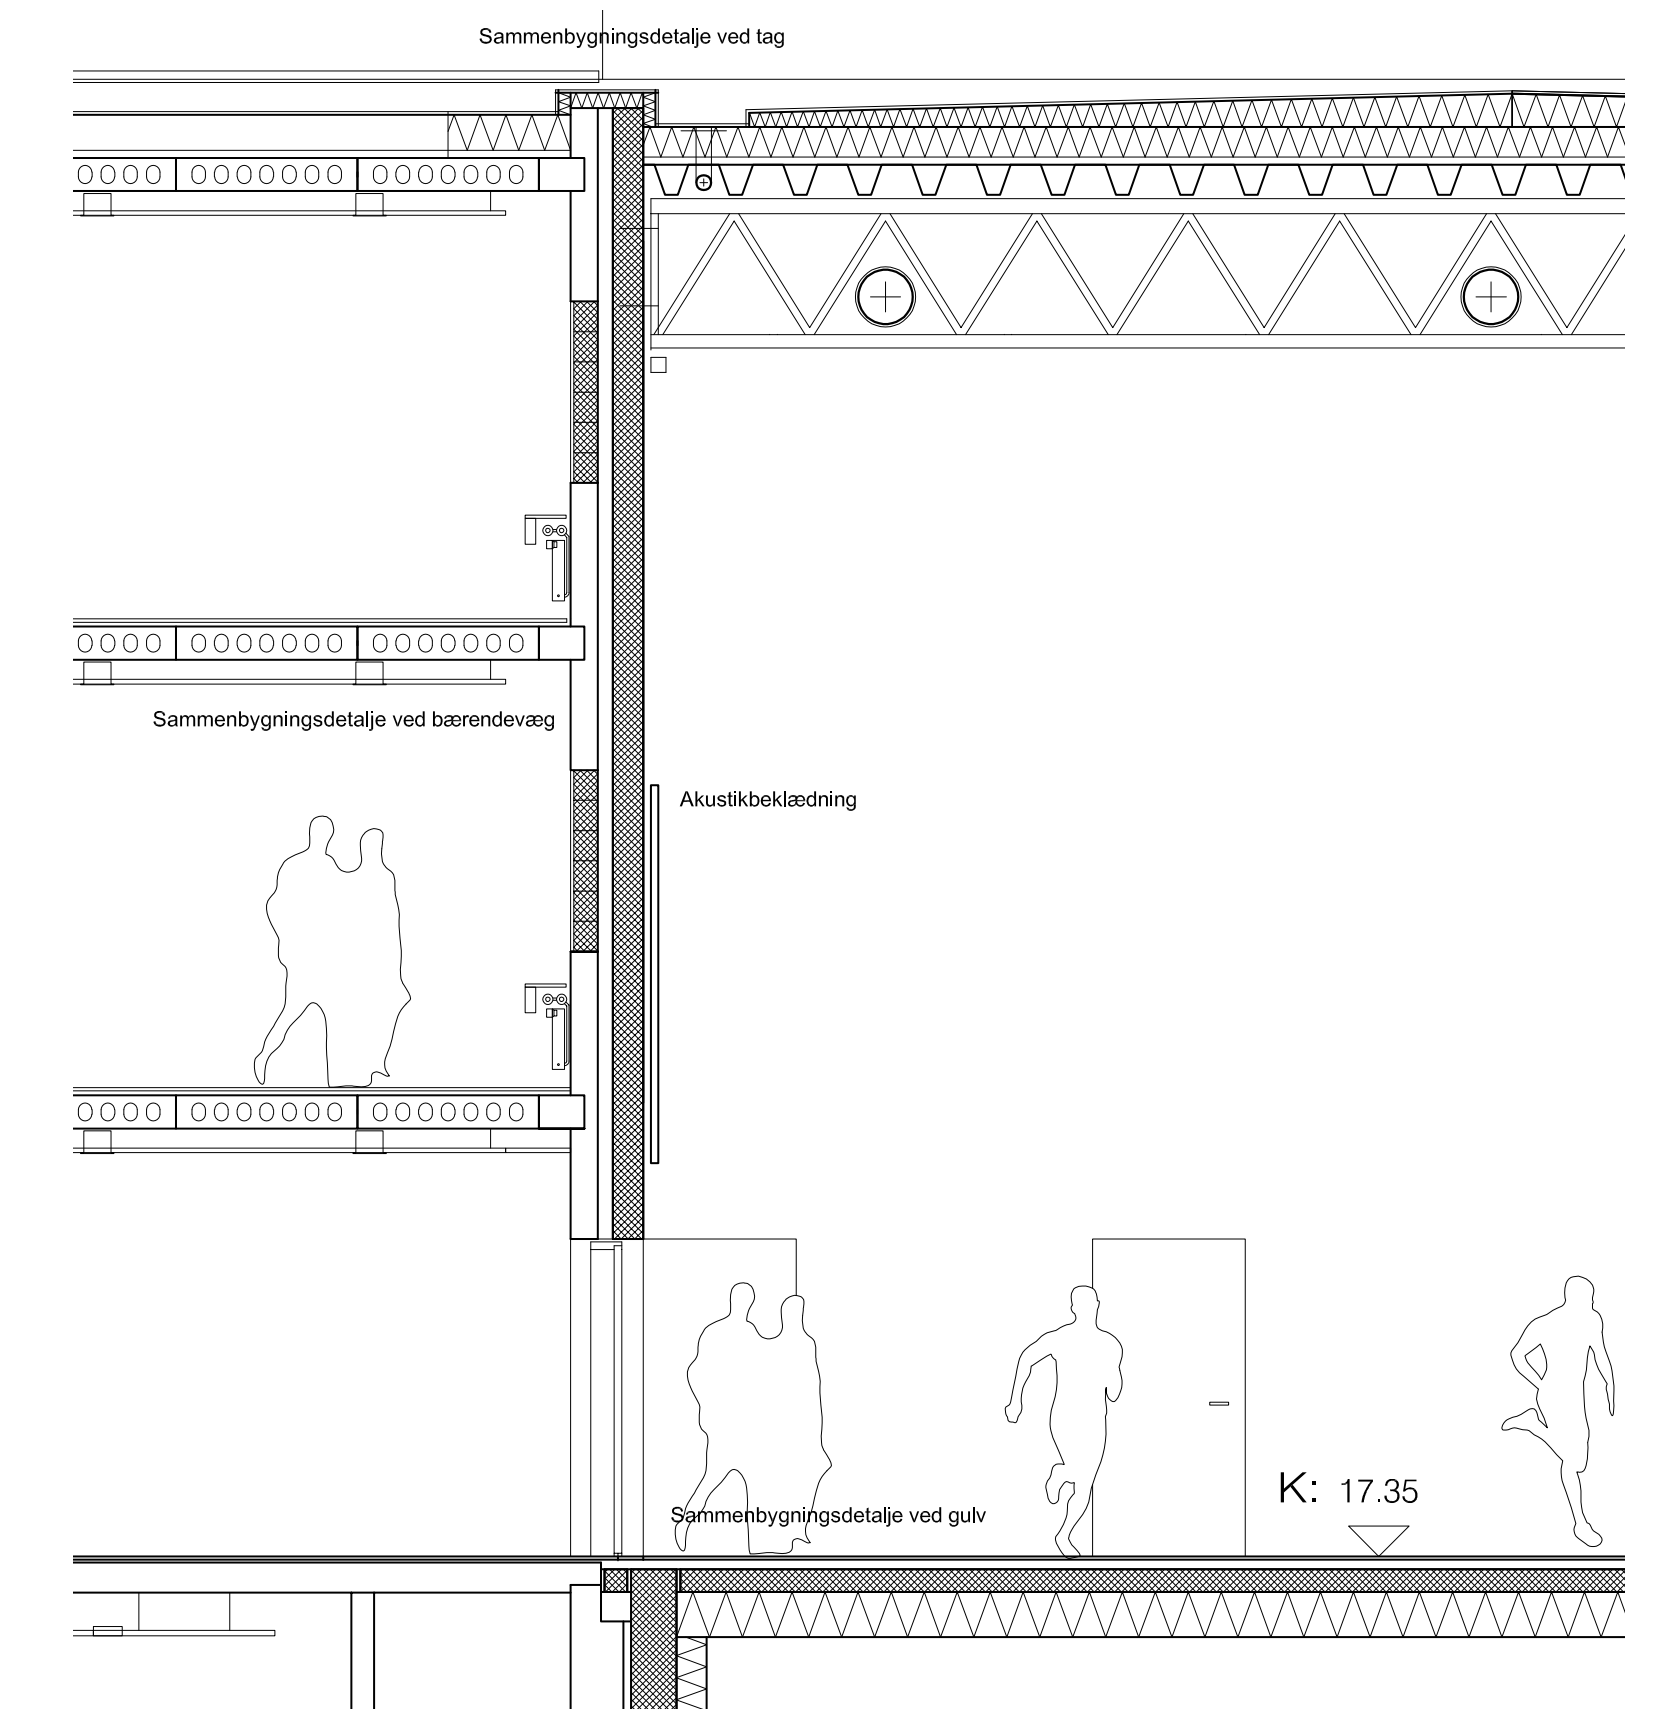 Sammenbygningsdetalje ved tag
Sammenbygningsdetalje ved bærendevæg
Akustikbeklædning
K: 17.35
Sammenbygningsdetalje ved gulv